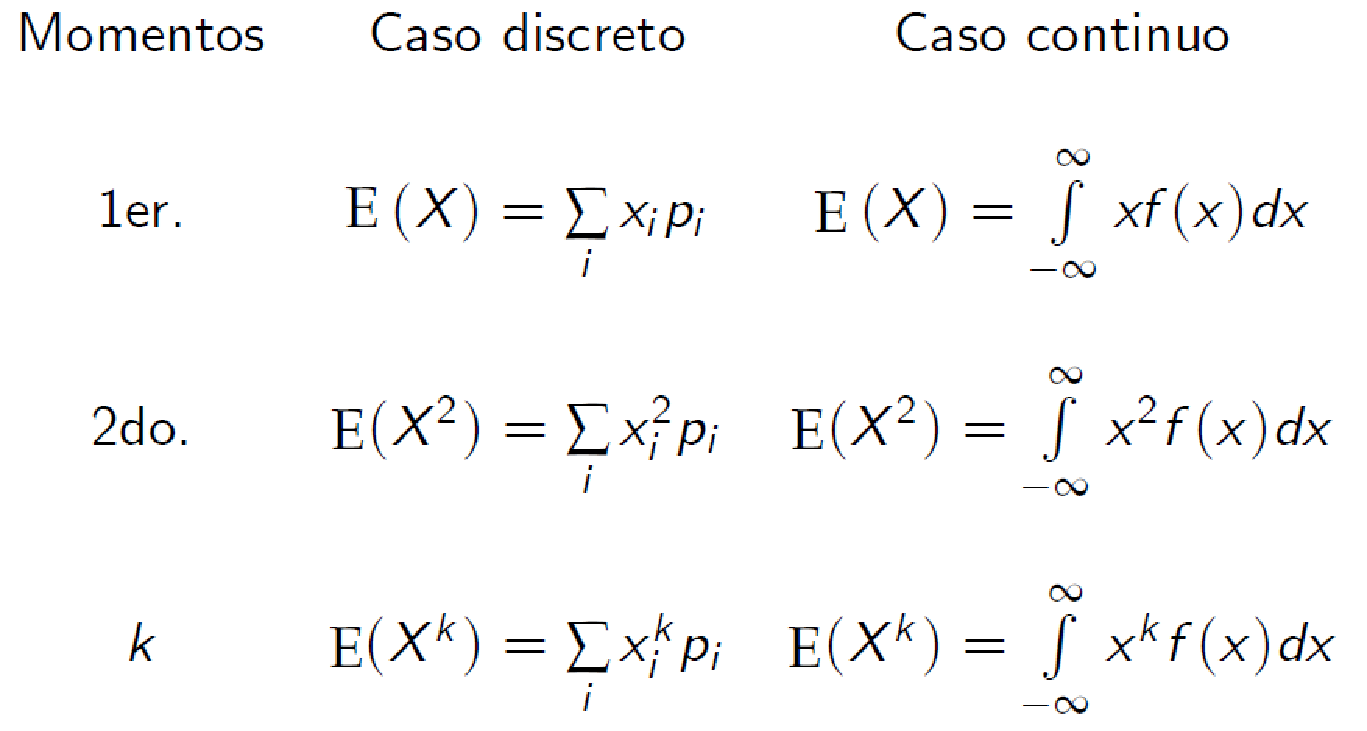 Momentos Caso discreto Caso continuo
1er. E (X) = ∑_i x_i p_i E (X) = ∫_{−∞}^{∞} xf (x)dx
2do. E(X²) = ∑_i x_i² p_i E(X²) = ∫_{−∞}^{∞} x² f (x)dx
k E(X^k) = ∑_i x_i^k p_i E(X^k) = ∫_{−∞}^{∞} x^k f (x)dx